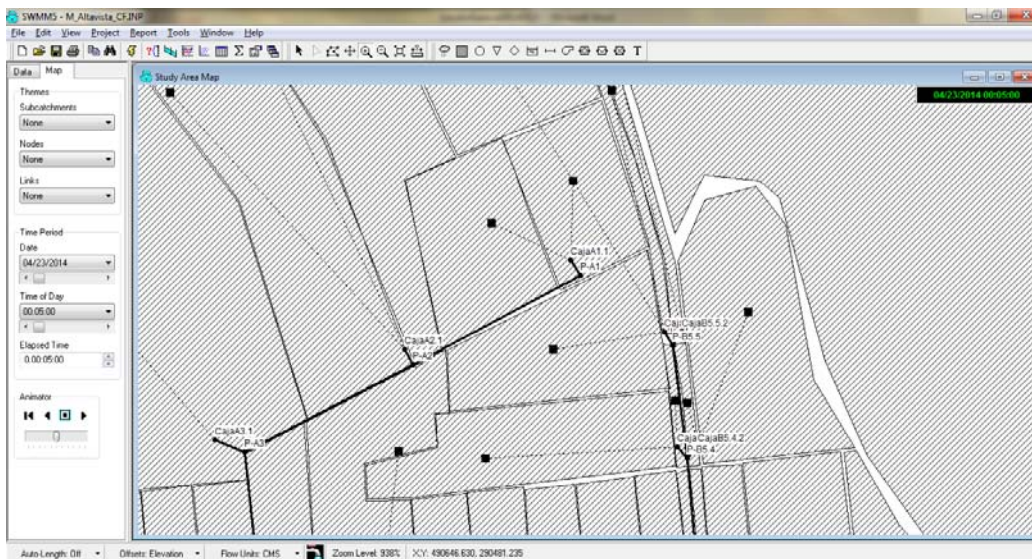 SWMM5 - M_Altavista_CF.INP
File Edit View Project Report Tools Window Help
Data Map
Study Area Map
04/23/2014 00:05:00
Themes
Subcatchments
None
Nodes
None
Links
None
Time Period
Date
04/23/2014
Time of Day
00:05:00
Elapsed Time
0.00:05:00
Animator
CajaA1.1
P-A1
CajaB5.5.2
P-B5.5
CajaA2.1
P-A2
CajaA3.1
P-A3
CajaB5.4.2
P-B5.4
Auto-Length: Off Offsets: Elevation Flow Units: CMS Zoom Level: 938% X,Y: 490646.630, 290481.235